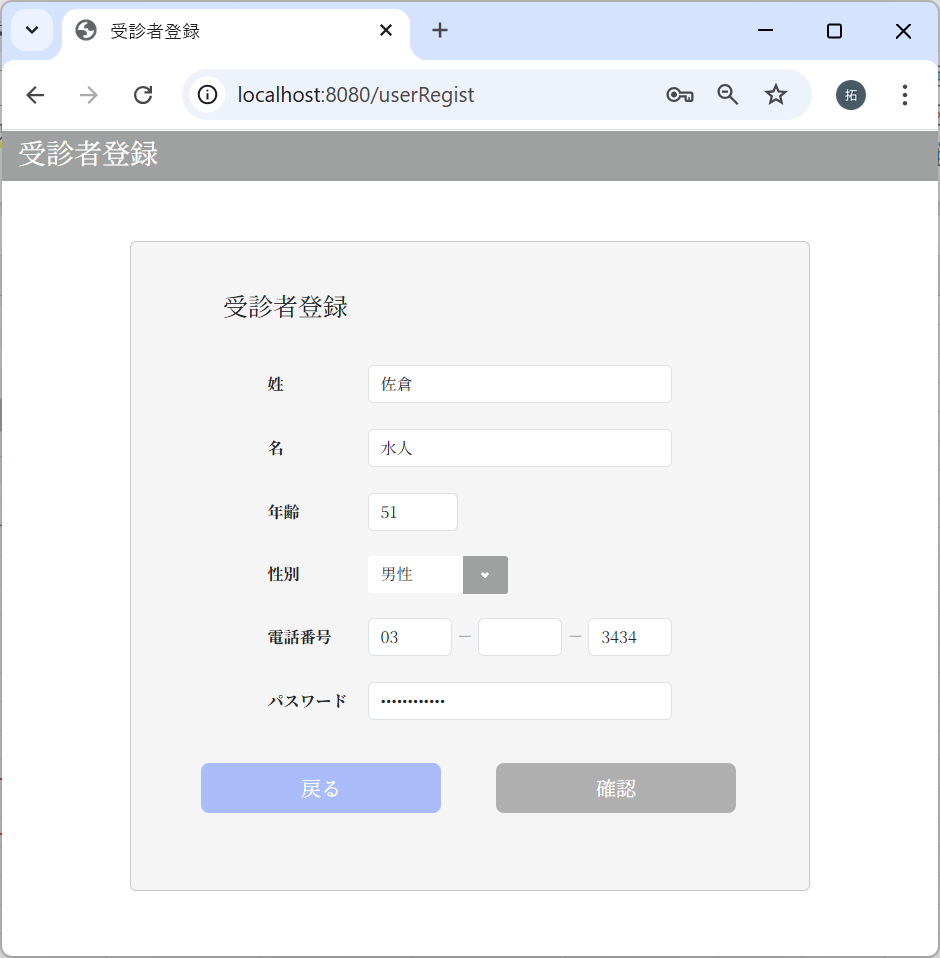 受診者登録
localhost:8080/userRegist
拓
受診者登録
受診者登録
姓 佐倉
名 水人
年齢 51
性別 男性
電話番号 03 － － 3434
パスワード ••••••••••••
戻る 確認